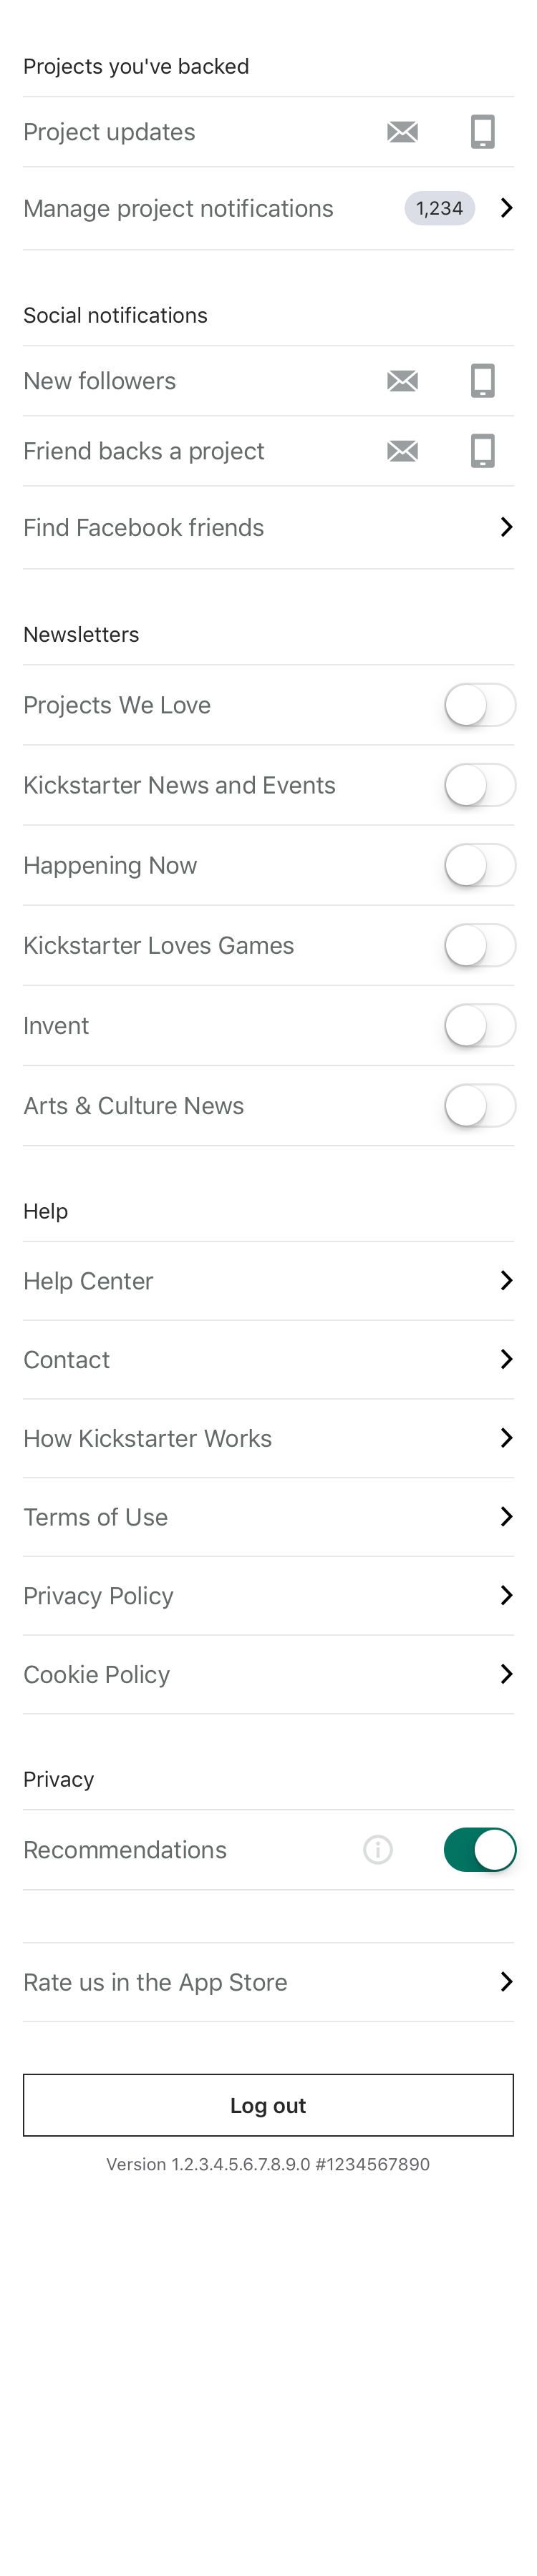 Projects you've backed
Project updates
Manage project notifications 1,234
Social notifications
New followers
Friend backs a project
Find Facebook friends
Newsletters
Projects We Love
Kickstarter News and Events
Happening Now
Kickstarter Loves Games
Invent
Arts & Culture News
Help
Help Center
Contact
How Kickstarter Works
Terms of Use
Privacy Policy
Cookie Policy
Privacy
Recommendations
Rate us in the App Store
Log out
Version 1.2.3.4.5.6.7.8.9.0 #1234567890